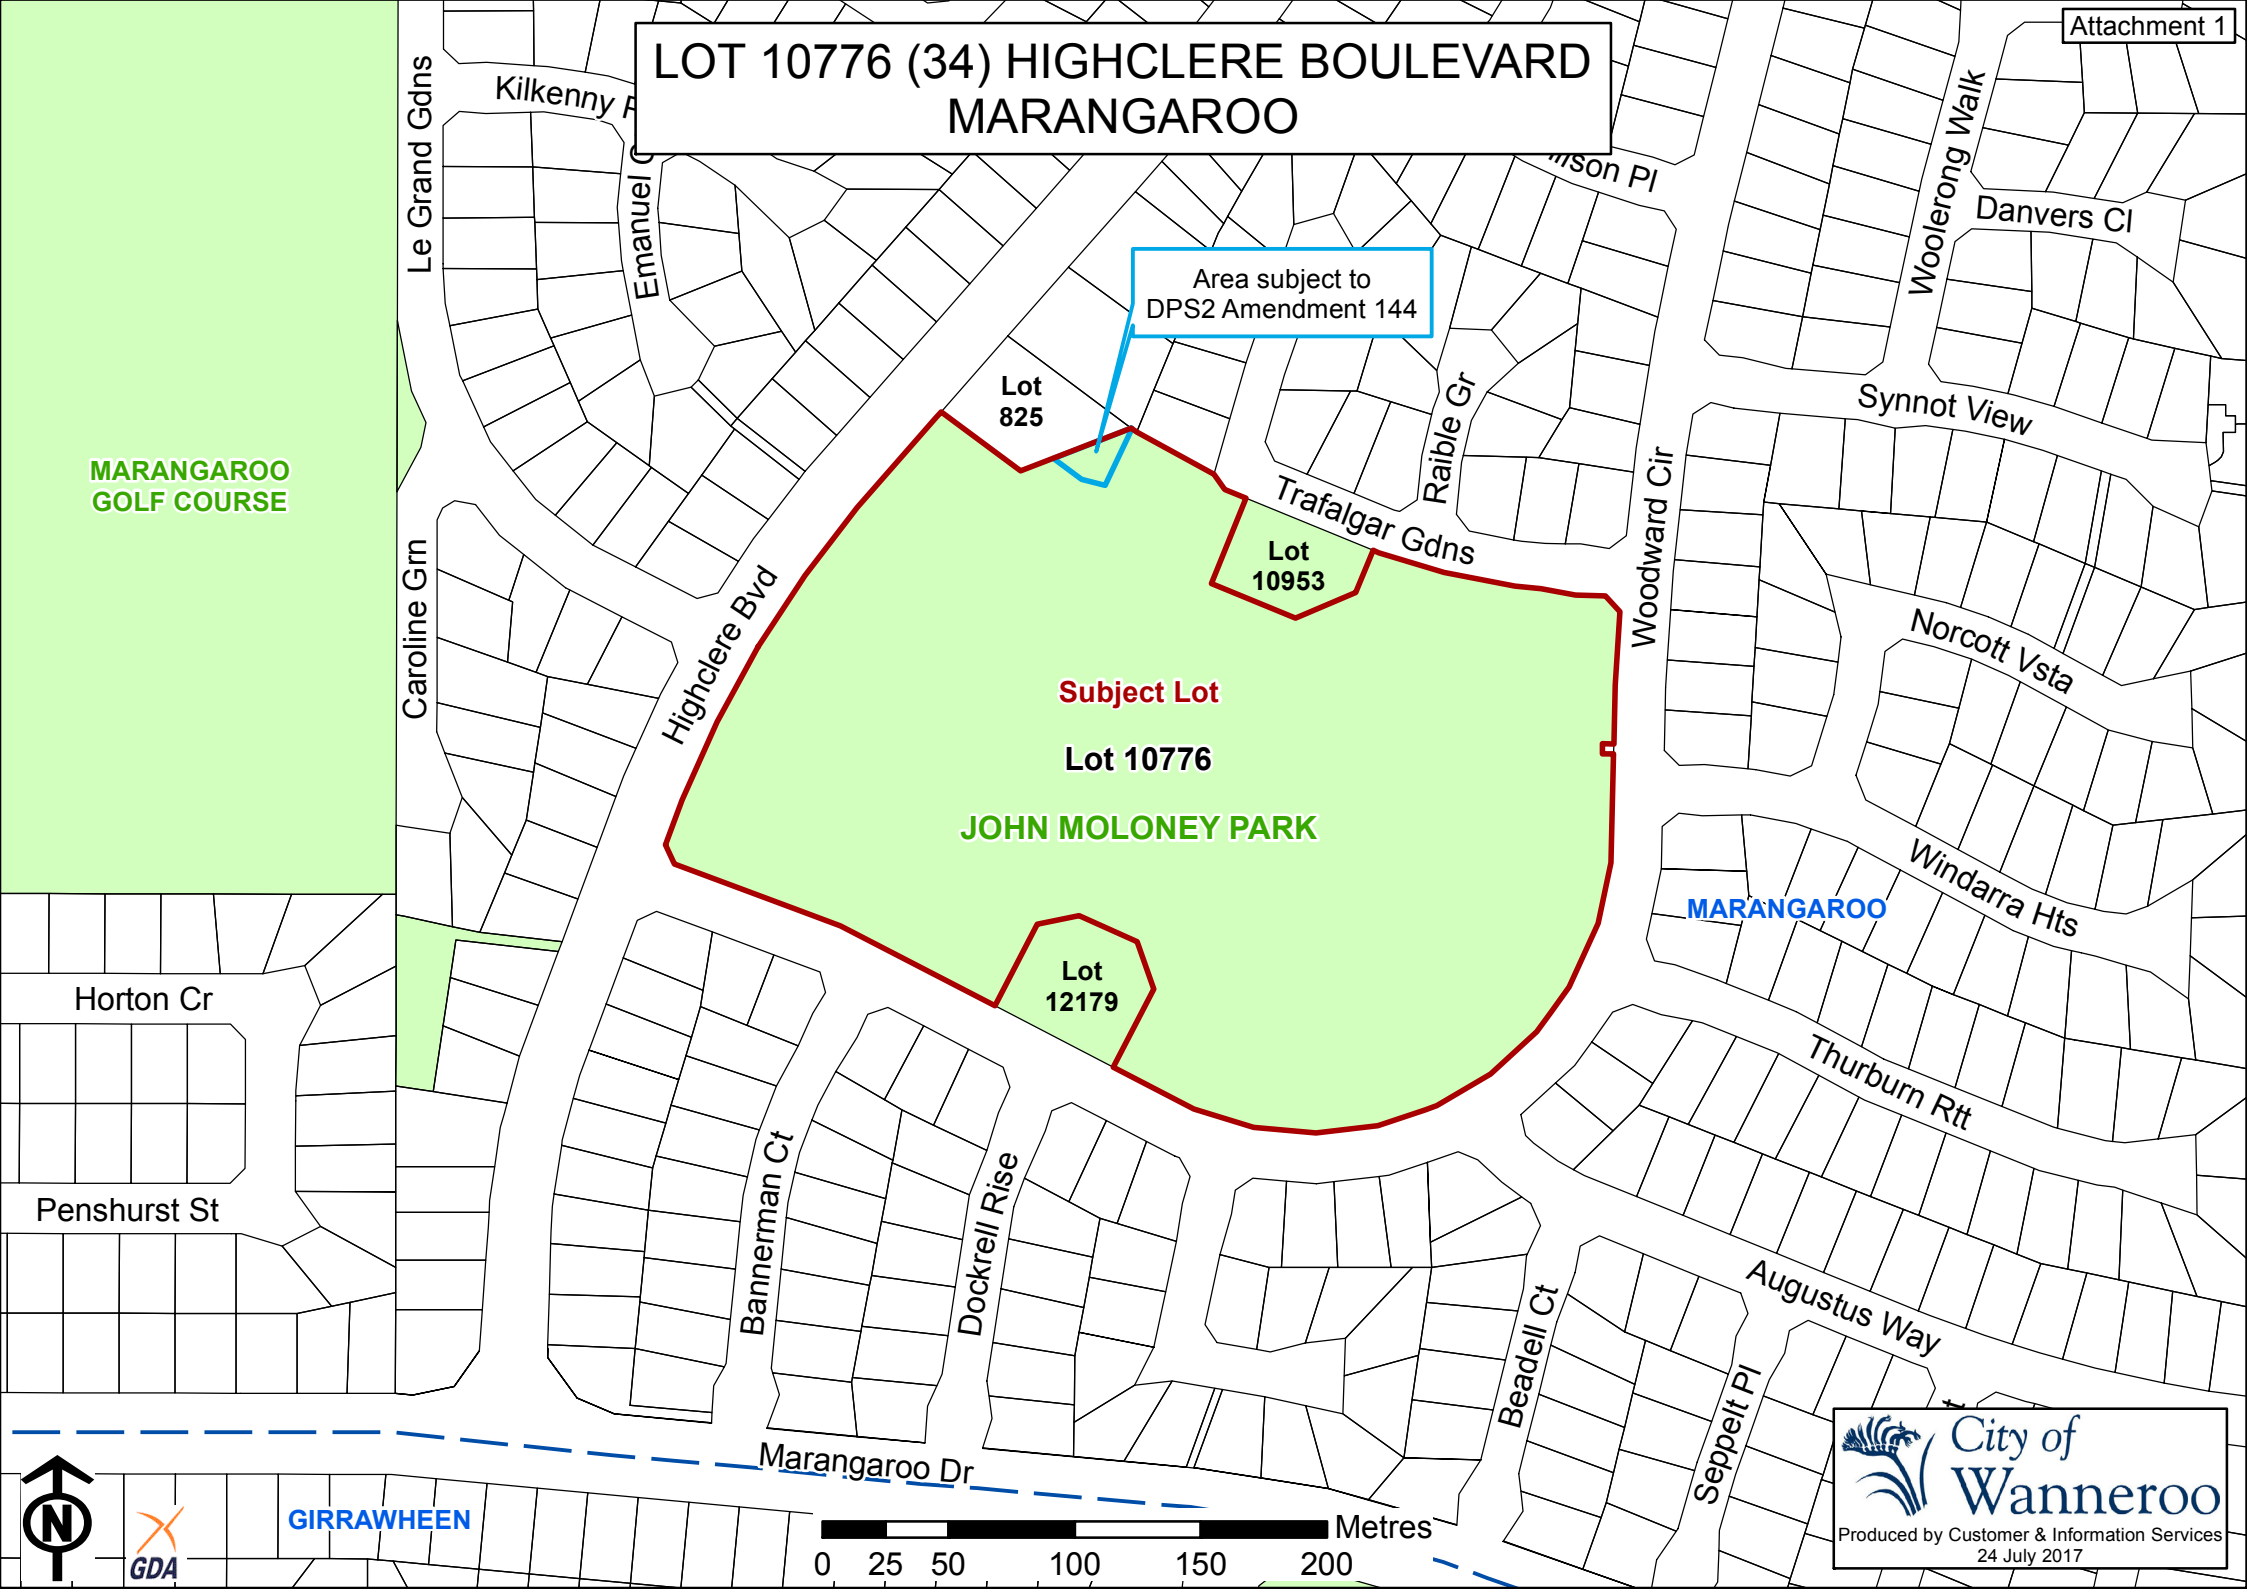 Attachment 1
LOT 10776 (34) HIGHCLERE BOULEVARD
MARANGAROO
Le Grand Gdns
Kilkenny
Emanuel
Pl
Woolerong Walk
Danvers Cl
Area subject to
DPS2 Amendment 144
Lot
825
Synnot View
Raible Gr
Trafalgar Gdns
Woodward Cir
MARANGAROO
GOLF COURSE
Caroline Grn
Highclere Bvd
Lot
10953
Norcott Vsta
Subject Lot
Lot 10776
JOHN MOLONEY PARK
Windarra Hts
MARANGAROO
Lot
12179
Horton Cr
Thurburn Rtt
Penshurst St
Bannerman Ct
Dockrell Rise
Beadell Ct
Augustus Way
Seppelt Pl
Marangaroo Dr
GIRRAWHEEN
N
GDA
Metres
0 25 50 100 150 200
City of
Wanneroo
Produced by Customer & Information Services
24 July 2017